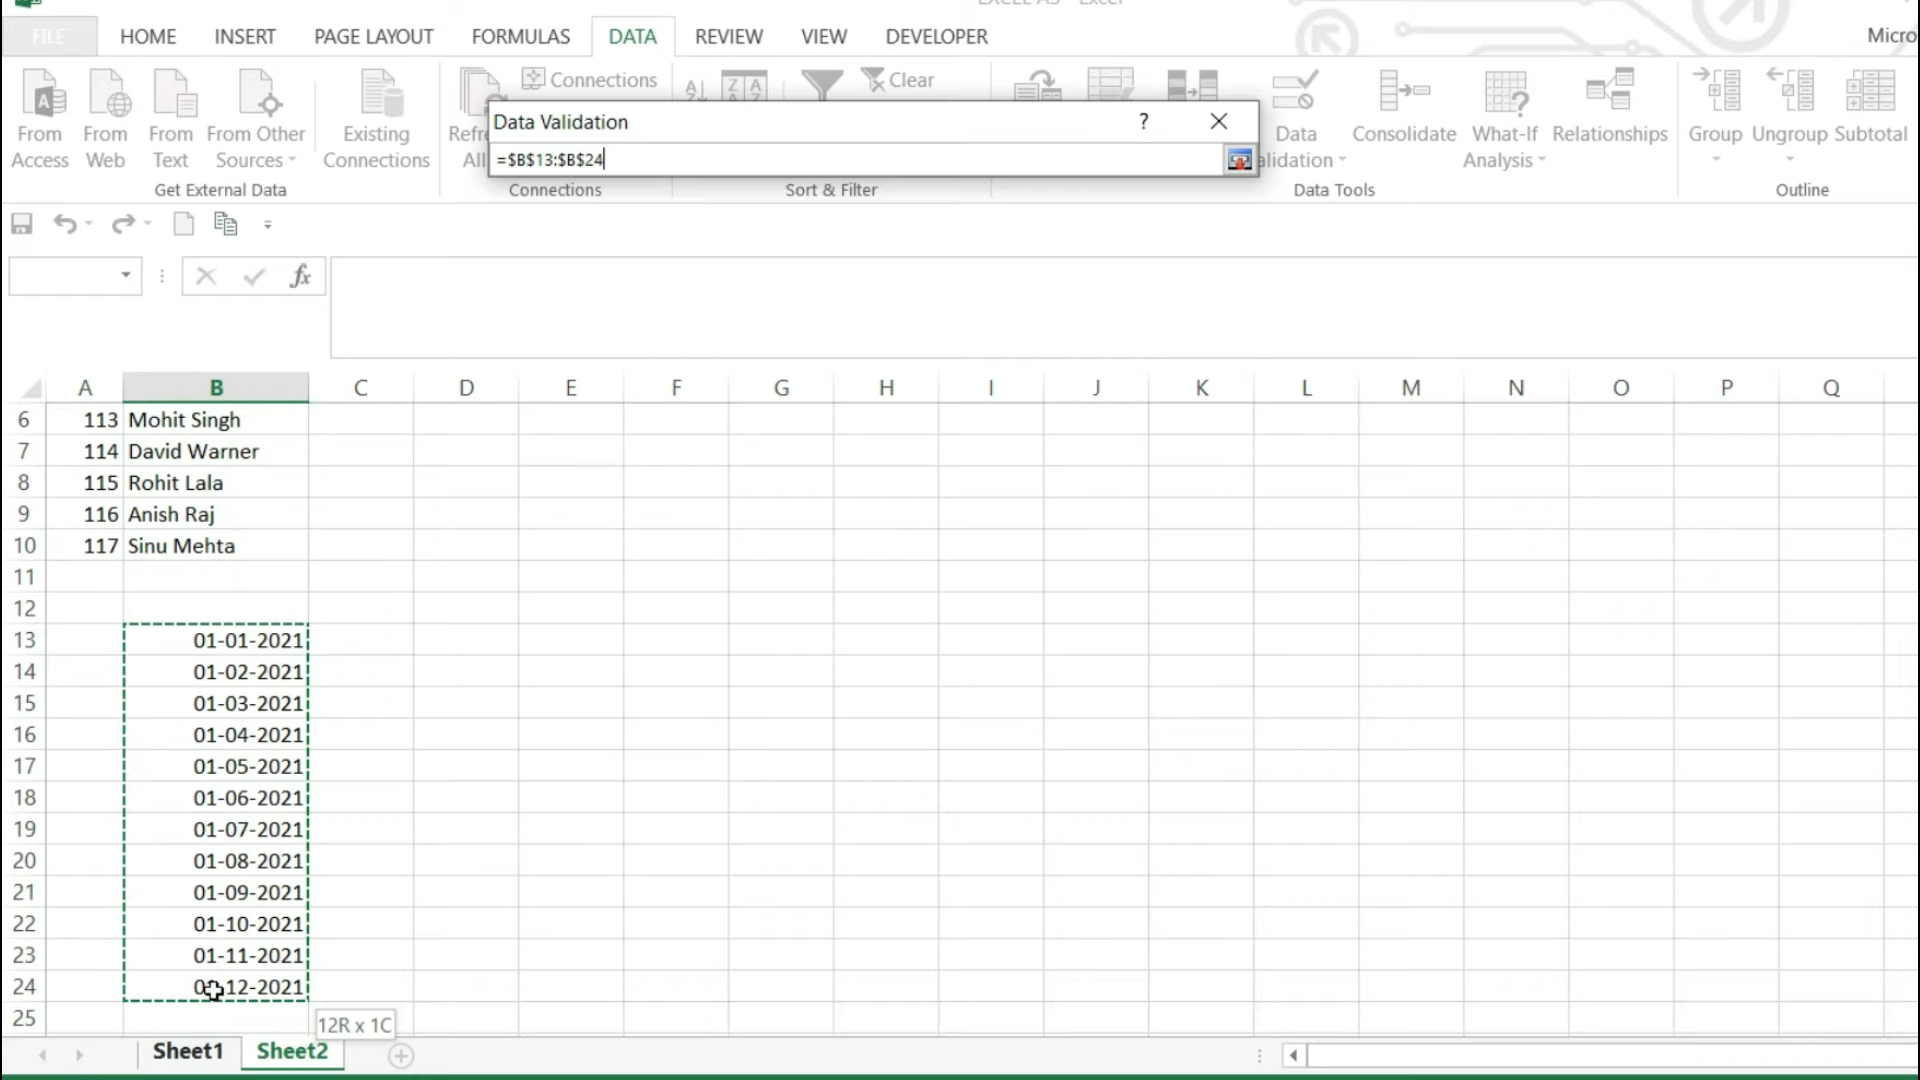 FILE HOME INSERT PAGE LAYOUT FORMULAS DATA REVIEW VIEW DEVELOPER Micro
Connections Clear
From Access
From Web
From Text
From Other Sources
Existing Connections
All
Data Validation ?
=$B$13:$B$24
Data
alidation
Consolidate
What-If Analysis
Relationships
Group
Ungroup
Subtotal
Get External Data Connections Sort & Filter Data Tools Outline
fx
A B C D E F G H I J K L M N O P Q
6 113 Mohit Singh
7 114 David Warner
8 115 Rohit Lala
9 116 Anish Raj
10 117 Sinu Mehta
11
12
13 01-01-2021
14 01-02-2021
15 01-03-2021
16 01-04-2021
17 01-05-2021
18 01-06-2021
19 01-07-2021
20 01-08-2021
21 01-09-2021
22 01-10-2021
23 01-11-2021
24 01-12-2021
25
12R x 1C
Sheet1 Sheet2